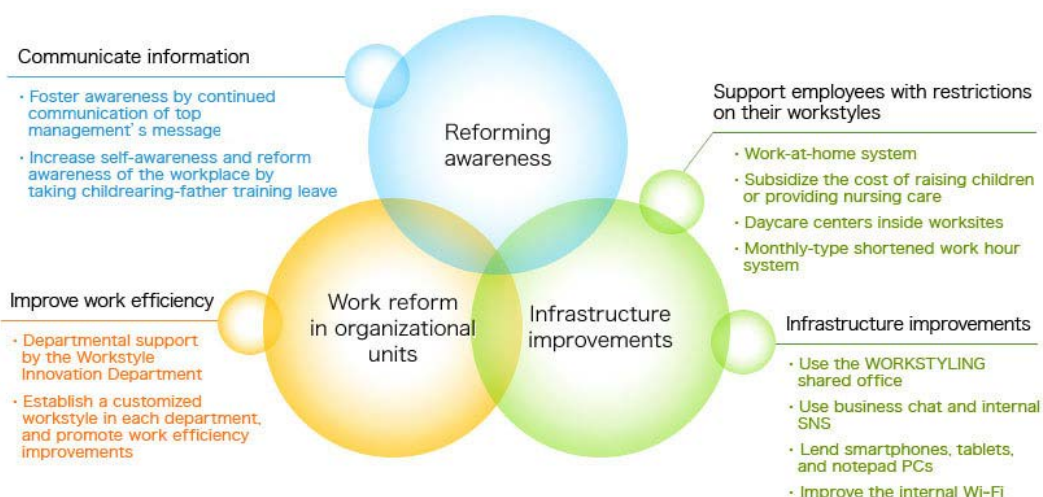 Communicate information
・Foster awareness by continued
communication of top
management's message
・Increase self-awareness and reform
awareness of the workplace by
taking childrearing-father training leave
Reforming
awareness
Support employees with restrictions
on their workstyles
・Work-at-home system
・Subsidize the cost of raising children
or providing nursing care
・Daycare centers inside worksites
・Monthly-type shortened work hour
system
Improve work efficiency
・Departmental support
by the Workstyle
Innovation Department
・Establish a customized
workstyle in each department,
and promote work efficiency
improvements
Work reform
in organizational
units
Infrastructure
improvements
Infrastructure improvements
・Use the WORKSTYLING
shared office
・Use business chat and internal
SNS
・Lend smartphones, tablets,
and notepad PCs
・Improve the internal Wi-Fi